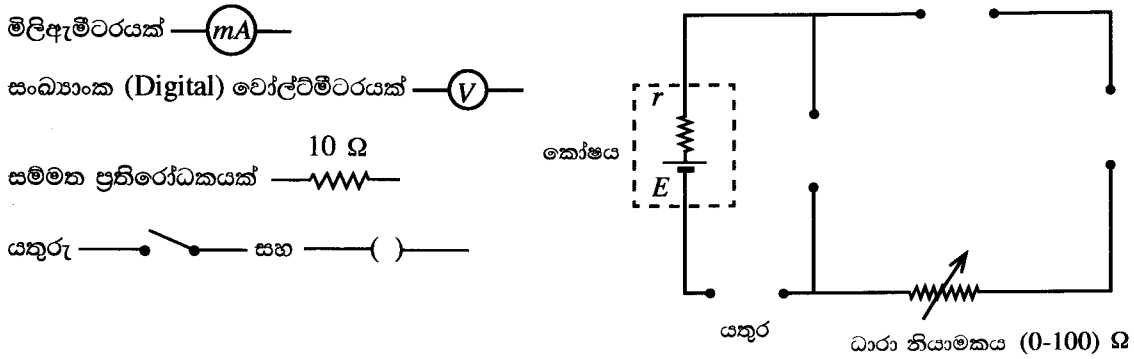 මිලිඇමීටරයක් mA
සංඛ්‍යාංක (Digital) වෝල්ට්මීටරයක් V
10 Ω
සම්මත ප්‍රතිරෝධකයක්
යතුරු සහ ( )
r
කෝෂය
E
යතුර
ධාරා නියාමකය (0-100) Ω